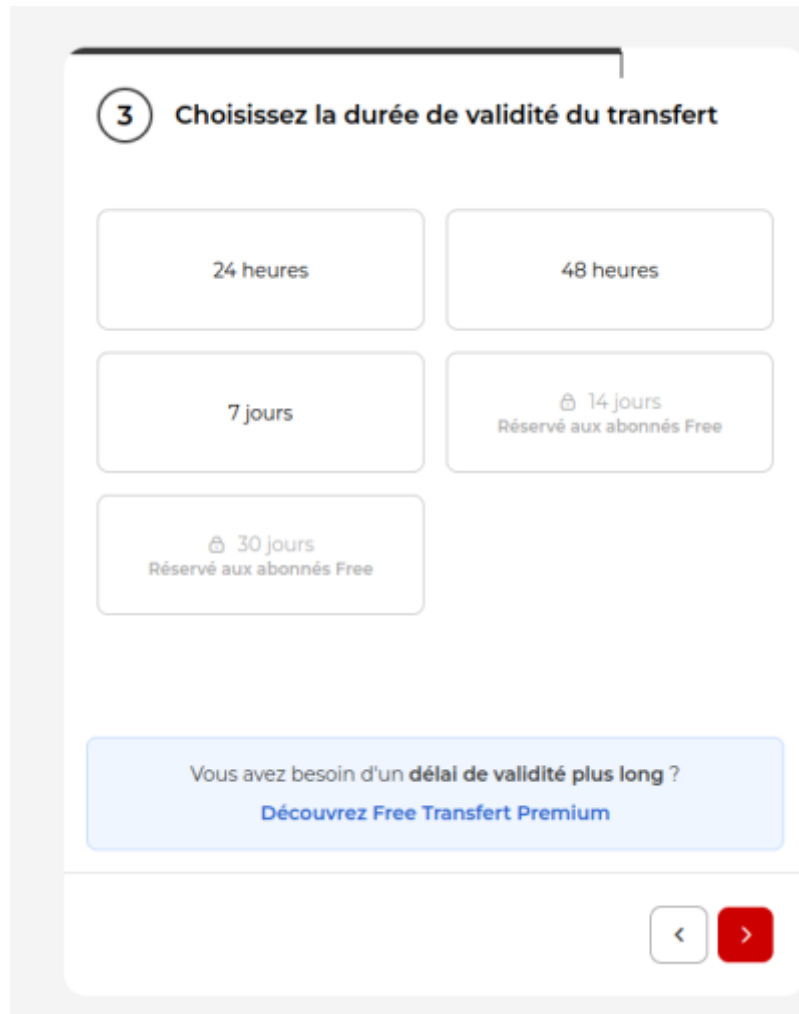 3 Choisissez la durée de validité du transfert
24 heures
48 heures
7 jours
14 jours
Réservé aux abonnés Free
30 jours
Réservé aux abonnés Free
Vous avez besoin d'un délai de validité plus long ?
Découvrez Free Transfert Premium